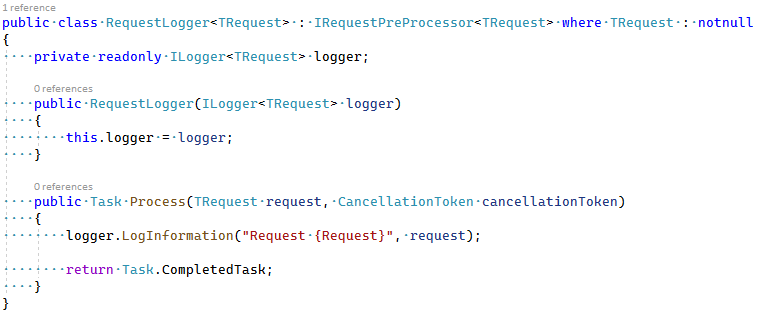 1 reference
public class RequestLogger<TRequest> : IRequestPreProcessor<TRequest> where TRequest : notnull
{
    private readonly ILogger<TRequest> logger;
    0 references
    public RequestLogger(ILogger<TRequest> logger)
    {
        this.logger = logger;
    }
    0 references
    public Task Process(TRequest request, CancellationToken cancellationToken)
    {
        logger.LogInformation("Request {Request}", request);
        return Task.CompletedTask;
    }
}